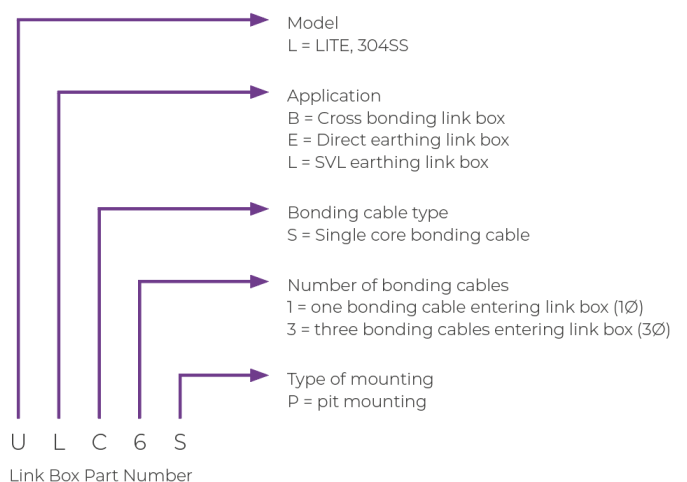 Model
L = LITE, 304SS
Application
B = Cross bonding link box
E = Direct earthing link box
L = SVL earthing link box
Bonding cable type
S = Single core bonding cable
Number of bonding cables
1 = one bonding cable entering link box (1Ø)
3 = three bonding cables entering link box (3Ø)
Type of mounting
P = pit mounting
U L C 6 S
Link Box Part Number